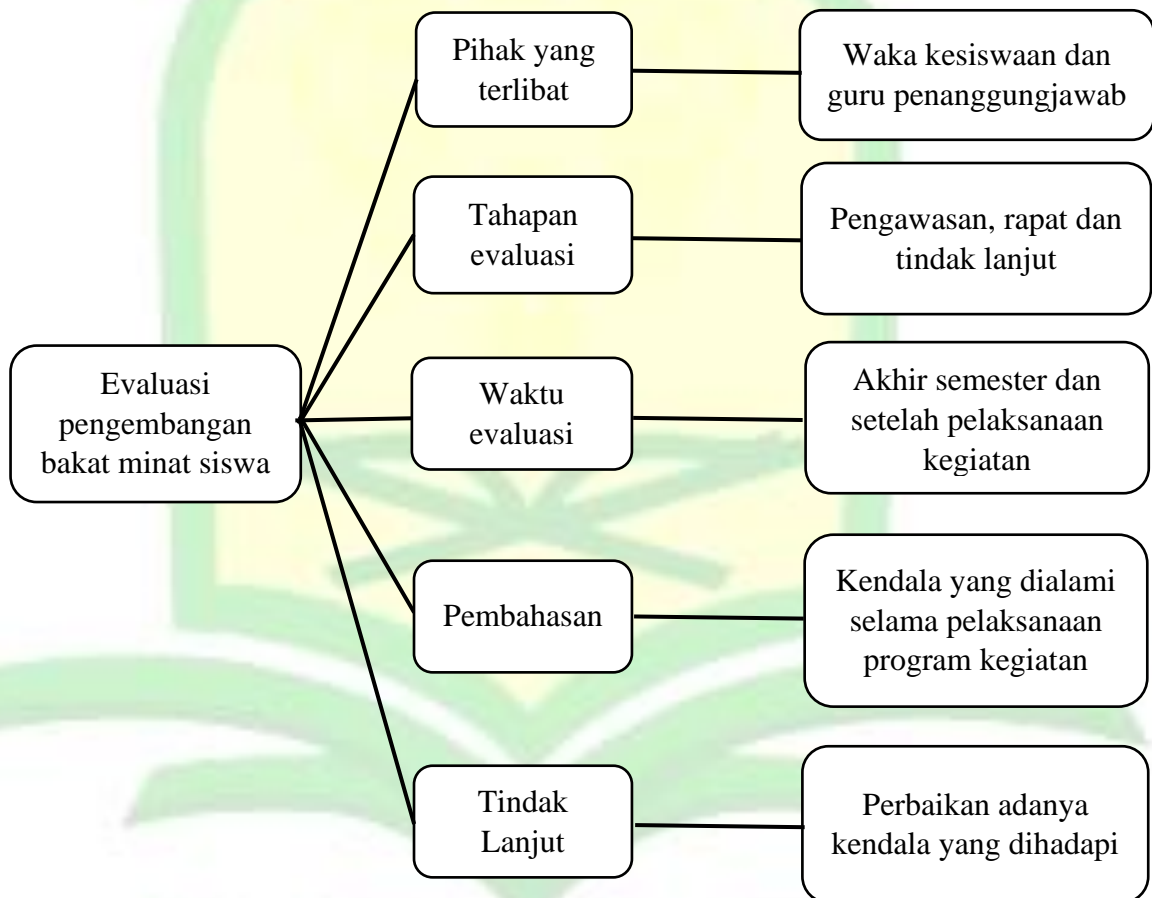 Pihak yang
terlibat
Waka kesiswaan dan
guru penanggungjawab
Tahapan
evaluasi
Pengawasan, rapat dan
tindak lanjut
Evaluasi
pengembangan
bakat minat siswa
Waktu
evaluasi
Akhir semester dan
setelah pelaksanaan
kegiatan
Pembahasan
Kendala yang dialami
selama pelaksanaan
program kegiatan
Tindak
Lanjut
Perbaikan adanya
kendala yang dihadapi